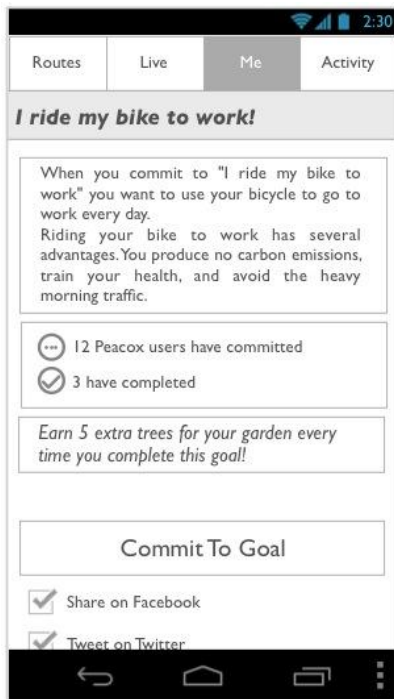 2:30
Routes Live Me Activity
I ride my bike to work!
When you commit to "I ride my bike to
work" you want to use your bicycle to go to
work every day.
Riding your bike to work has several
advantages. You produce no carbon emissions,
train your health, and avoid the heavy
morning traffic.
12 Peacox users have committed
3 have completed
Earn 5 extra trees for your garden every
time you complete this goal!
Commit To Goal
Share on Facebook
Tweet on Twitter